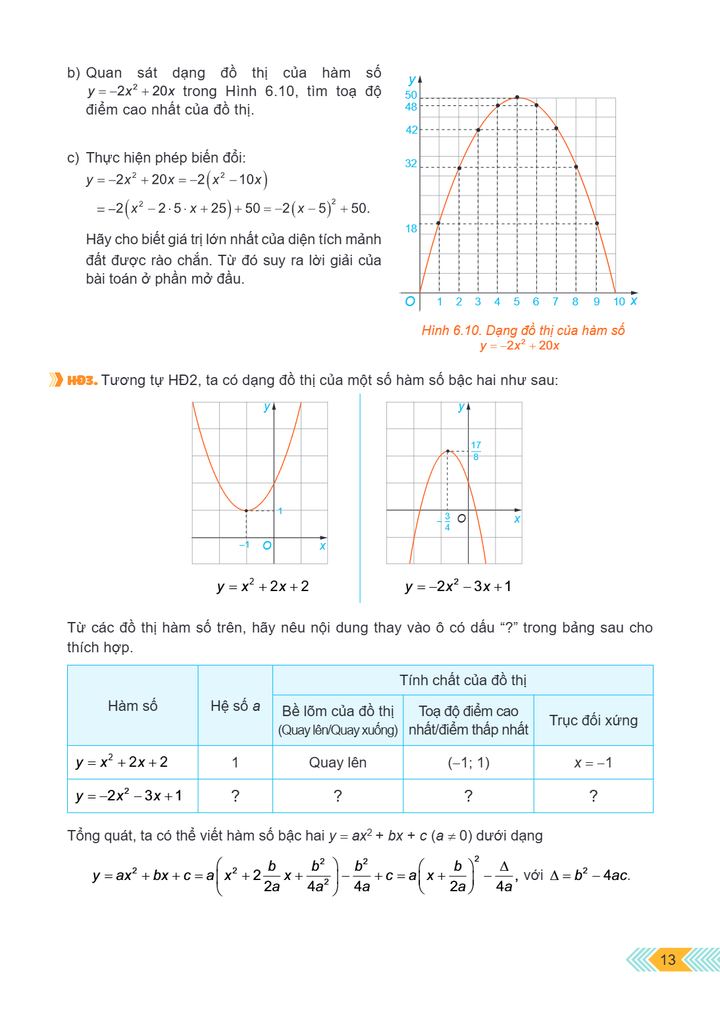 b) Quan sát dạng đồ thị của hàm số
y = −2x² + 20x trong Hình 6.10, tìm toạ độ
điểm cao nhất của đồ thị.
c) Thực hiện phép biến đổi:
y = −2x² + 20x = −2(x² − 10x)
= −2(x² − 2 · 5 · x + 25) + 50 = −2(x − 5)² + 50.
Hãy cho biết giá trị lớn nhất của diện tích mảnh
đất được rào chắn. Từ đó suy ra lời giải của
bài toán ở phần mở đầu.
y
50
48
42
32
18
O 1 2 3 4 5 6 7 8 9 10 x
Hình 6.10. Dạng đồ thị của hàm số
y = −2x² + 20x
HĐ3. Tương tự HĐ2, ta có dạng đồ thị của một số hàm số bậc hai như sau:
y
1
−1 O x
y = x² + 2x + 2
y
17/8
−3/4 O x
y = −2x² − 3x + 1
Từ các đồ thị hàm số trên, hãy nêu nội dung thay vào ô có dấu “?” trong bảng sau cho
thích hợp.
Hàm số
Hệ số a
Tính chất của đồ thị
Bề lõm của đồ thị
(Quay lên/Quay xuống)
Toạ độ điểm cao
nhất/điểm thấp nhất
Trục đối xứng
y = x² + 2x + 2 1 Quay lên (−1; 1) x = −1
y = −2x² − 3x + 1 ? ? ? ?
Tổng quát, ta có thể viết hàm số bậc hai y = ax² + bx + c (a ≠ 0) dưới dạng
y = ax² + bx + c = a(x² + 2 b/2a x + b²/4a²) − b²/4a + c = a(x + b/2a)² − Δ/4a, với Δ = b² − 4ac.
13